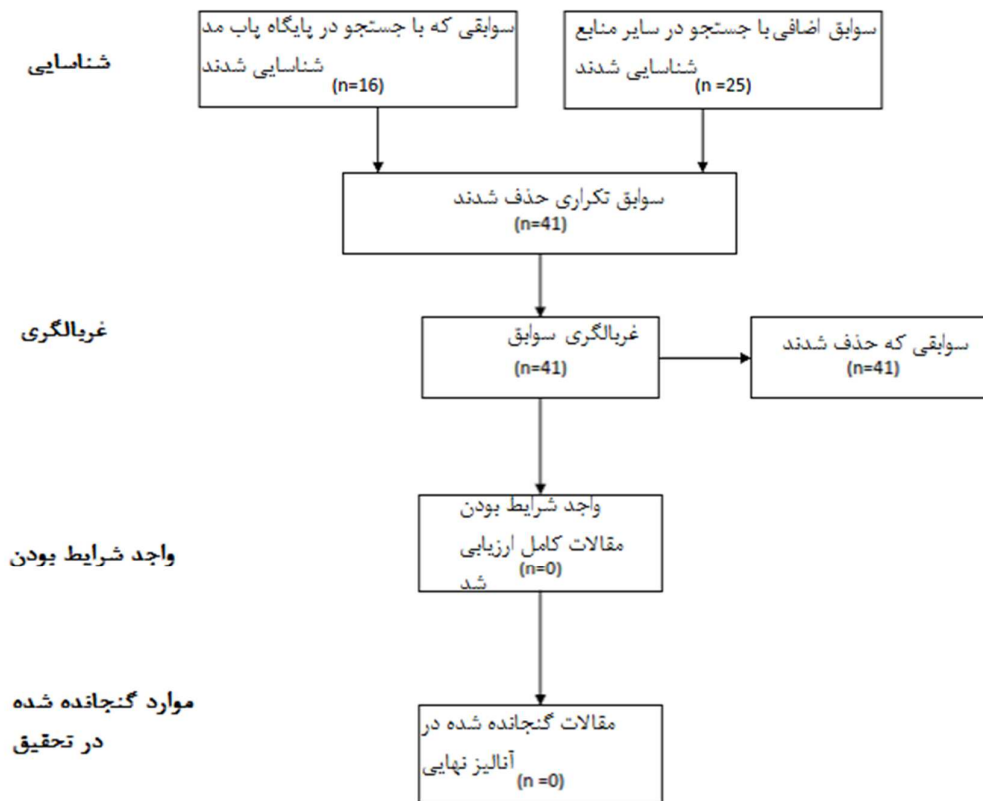 شناسایی
سوابقی که با جستجو در پایگاه پاب مد
شناسایی شدند
(n=16)
سوابق اضافی با جستجو در سایر منابع
شناسایی شدند
(n =25)
سوابق تکراری حذف شدند
(n=41)
غربالگری
غربالگری سوابق
(n=41)
سوابقی که حذف شدند
(n=41)
واجد شرایط بودن
واجد شرایط بودن
مقالات کامل ارزیابی
(n=0)
شد
موارد گنجانده شده
در تحقیق
مقالات گنجانده شده در
آنالیز نهایی
(n =0)